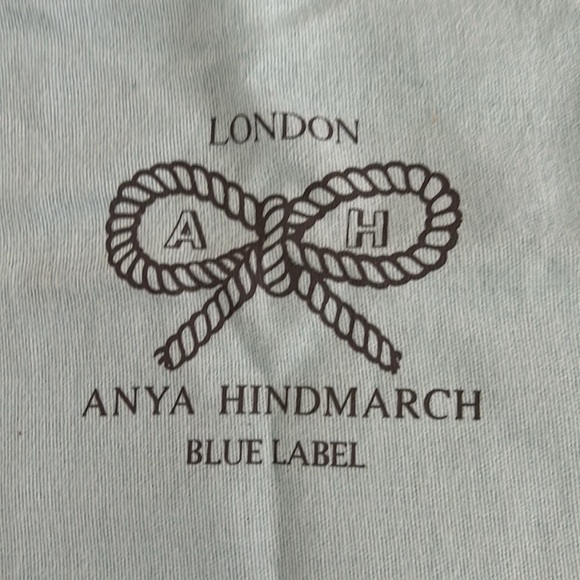 LONDON
A H
ANYA HINDMARCH
BLUE LABEL